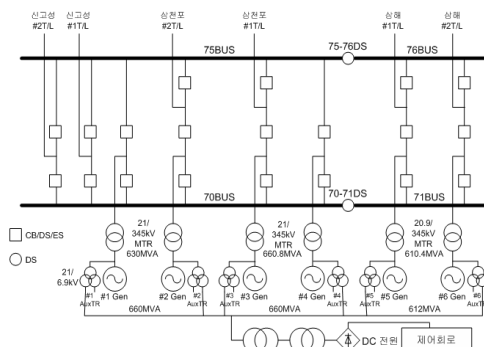 신고성 신고성 삼천포 삼천포 삼해 삼해
#2T/L #1T/L #2T/L #1T/L #1T/L #2T/L
75BUS 75-76DS 76BUS
70BUS 70-71DS 71BUS
CB/DS/ES
DS
21/
345kV
MTR
630MVA
21/
345kV
MTR
660.8MVA
20.9/
345kV
MTR
610.4MVA
21/
6.9kV
#1
AuxTR
#1 Gen
#2 Gen
#2
AuxTR
#3
AuxTR
#3 Gen
#4 Gen
#4
AuxTR
#5
AuxTR
#5 Gen
#6 Gen
#6
AuxTR
660MVA 660MVA 612MVA
DC 전원 제어회로